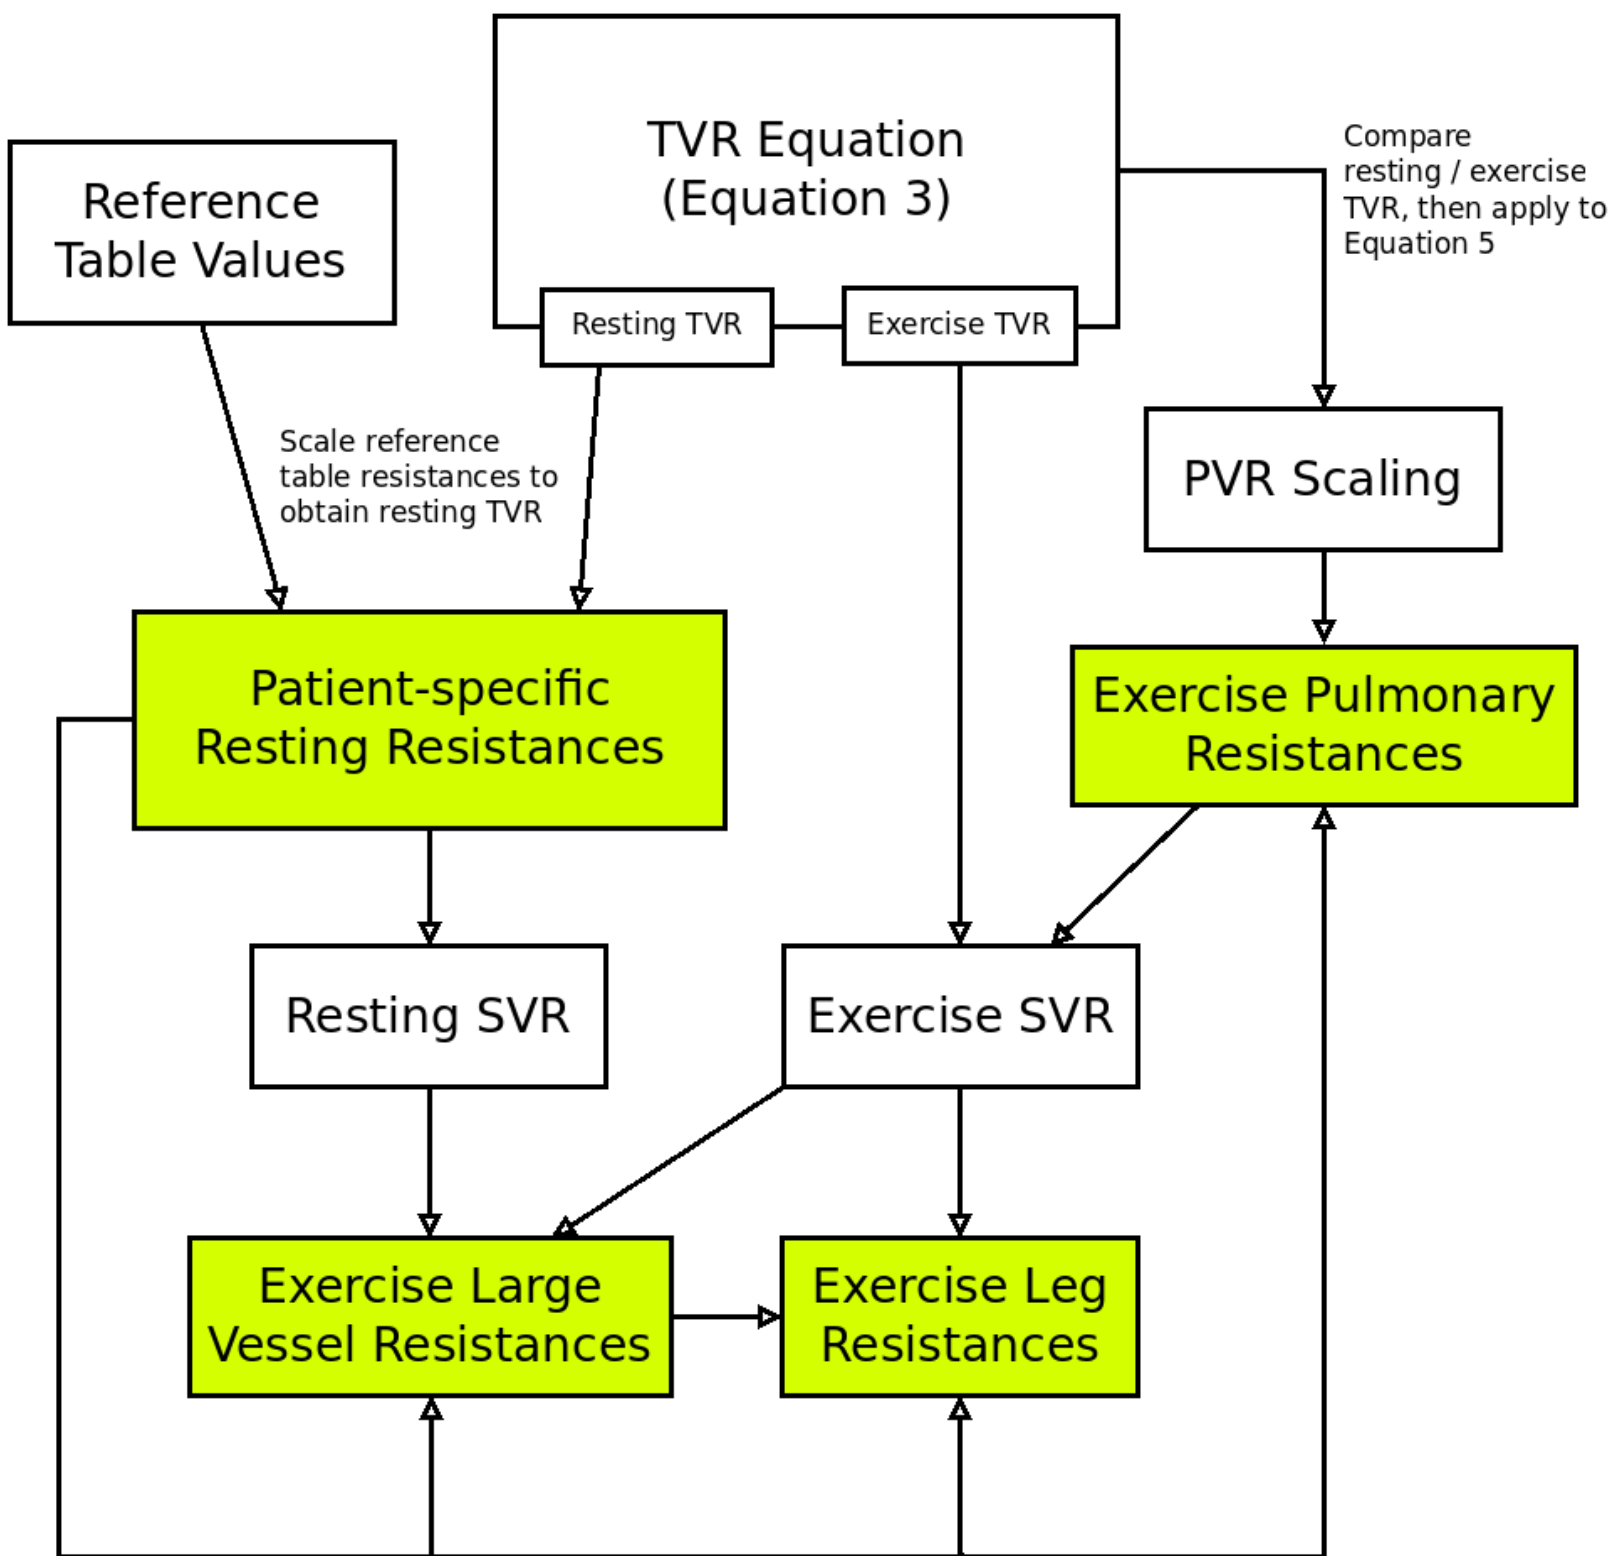 TVR Equation
(Equation 3)
Compare
resting / exercise
TVR, then apply to
Equation 5
Reference
Table Values
Resting TVR
Exercise TVR
Scale reference
table resistances to
obtain resting TVR
PVR Scaling
Patient-specific
Resting Resistances
Exercise Pulmonary
Resistances
Resting SVR
Exercise SVR
Exercise Large
Vessel Resistances
Exercise Leg
Resistances